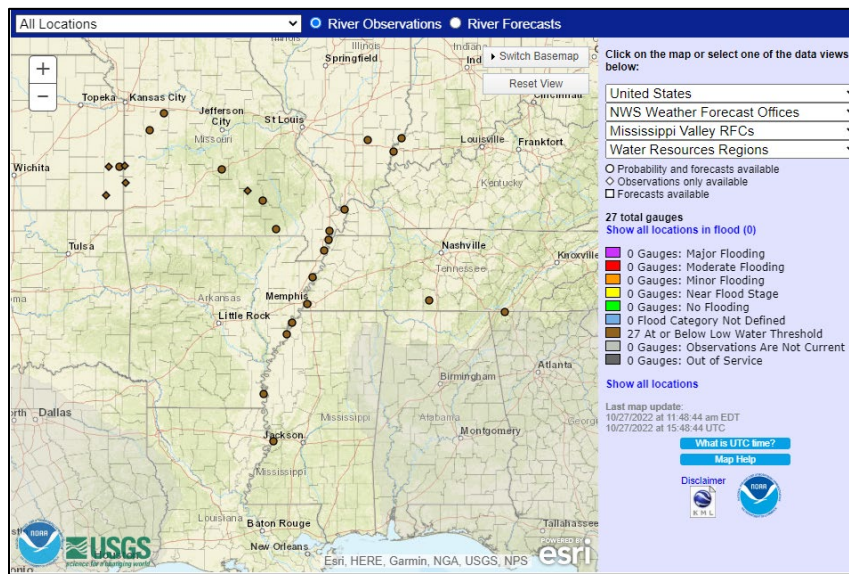 All Locations
River Observations
River Forecasts
+
−
Switch Basemap
Reset View
Illinois
Illinois
Indiana
Springfield
Ind
Cincinnati
Topeka
Kansas City
Jefferson City
Missouri
St Louis
Louisville
Frankfort
Wichita
Kentucky
Tulsa
Nashville
Tennessee
Knoxville
Arkansas
Memphis
Little Rock
Atlanta
Birmingham
Dallas
Mississippi
Alabama
Georgia
Jackson
Montgomery
Mississippi
Louisiana
Baton Rouge
Tallahassee
New Orleans
Houston
NOAA
USGS
science for a changing world
Esri, HERE, Garmin, NGA, USGS, NPS
POWERED BY
esri
Click on the map or select one of the data views
below:
United States
NWS Weather Forecast Offices
Mississippi Valley RFCs
Water Resources Regions
Probability and forecasts available
Observations only available
Forecasts available
27 total gauges
Show all locations in flood (0)
0 Gauges: Major Flooding
0 Gauges: Moderate Flooding
0 Gauges: Minor Flooding
0 Gauges: Near Flood Stage
0 Gauges: No Flooding
0 Flood Category Not Defined
27 At or Below Low Water Threshold
0 Gauges: Observations Are Not Current
0 Gauges: Out of Service
Show all locations
Last map update:
10/27/2022 at 11:48:44 am EDT
10/27/2022 at 15:48:44 UTC
What is UTC time?
Map Help
Disclaimer
KML
NOAA